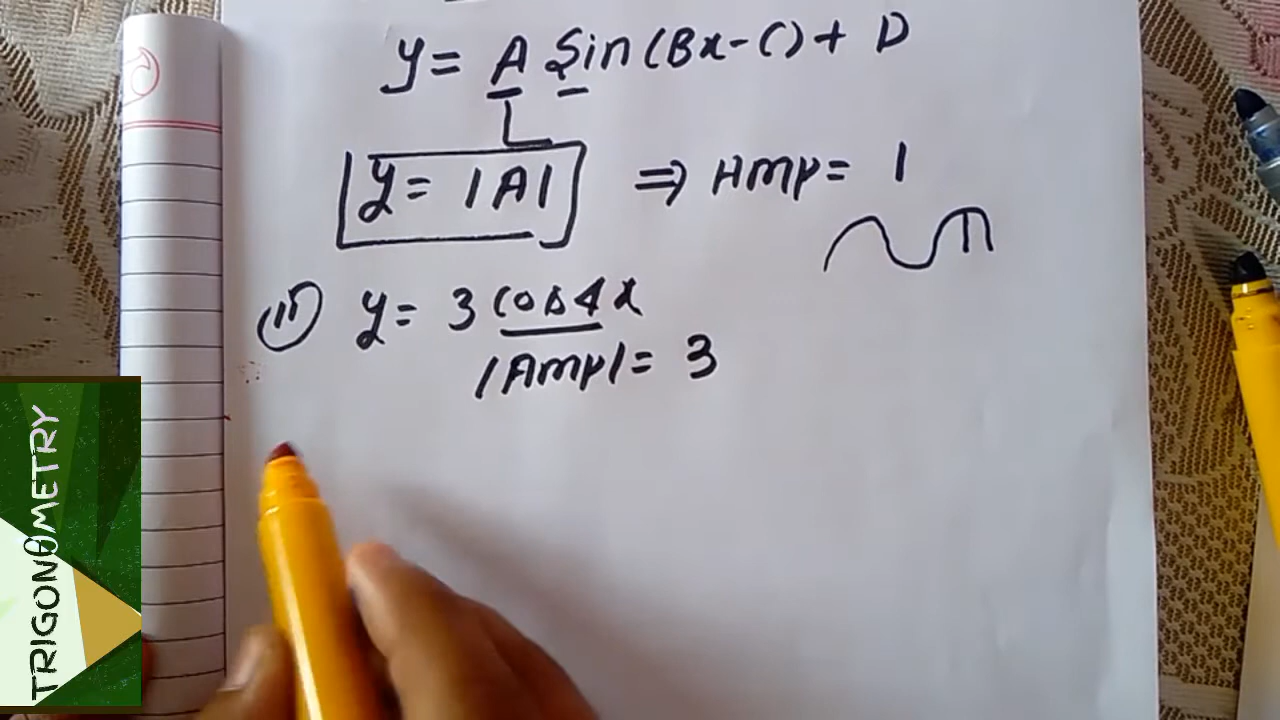 y = A Sin(Bx-C)+ D
y = |A| ⇒ Amp = 1
(ii) y = 3 cos 4x
|Amp| = 3
TRIGONOMETRY